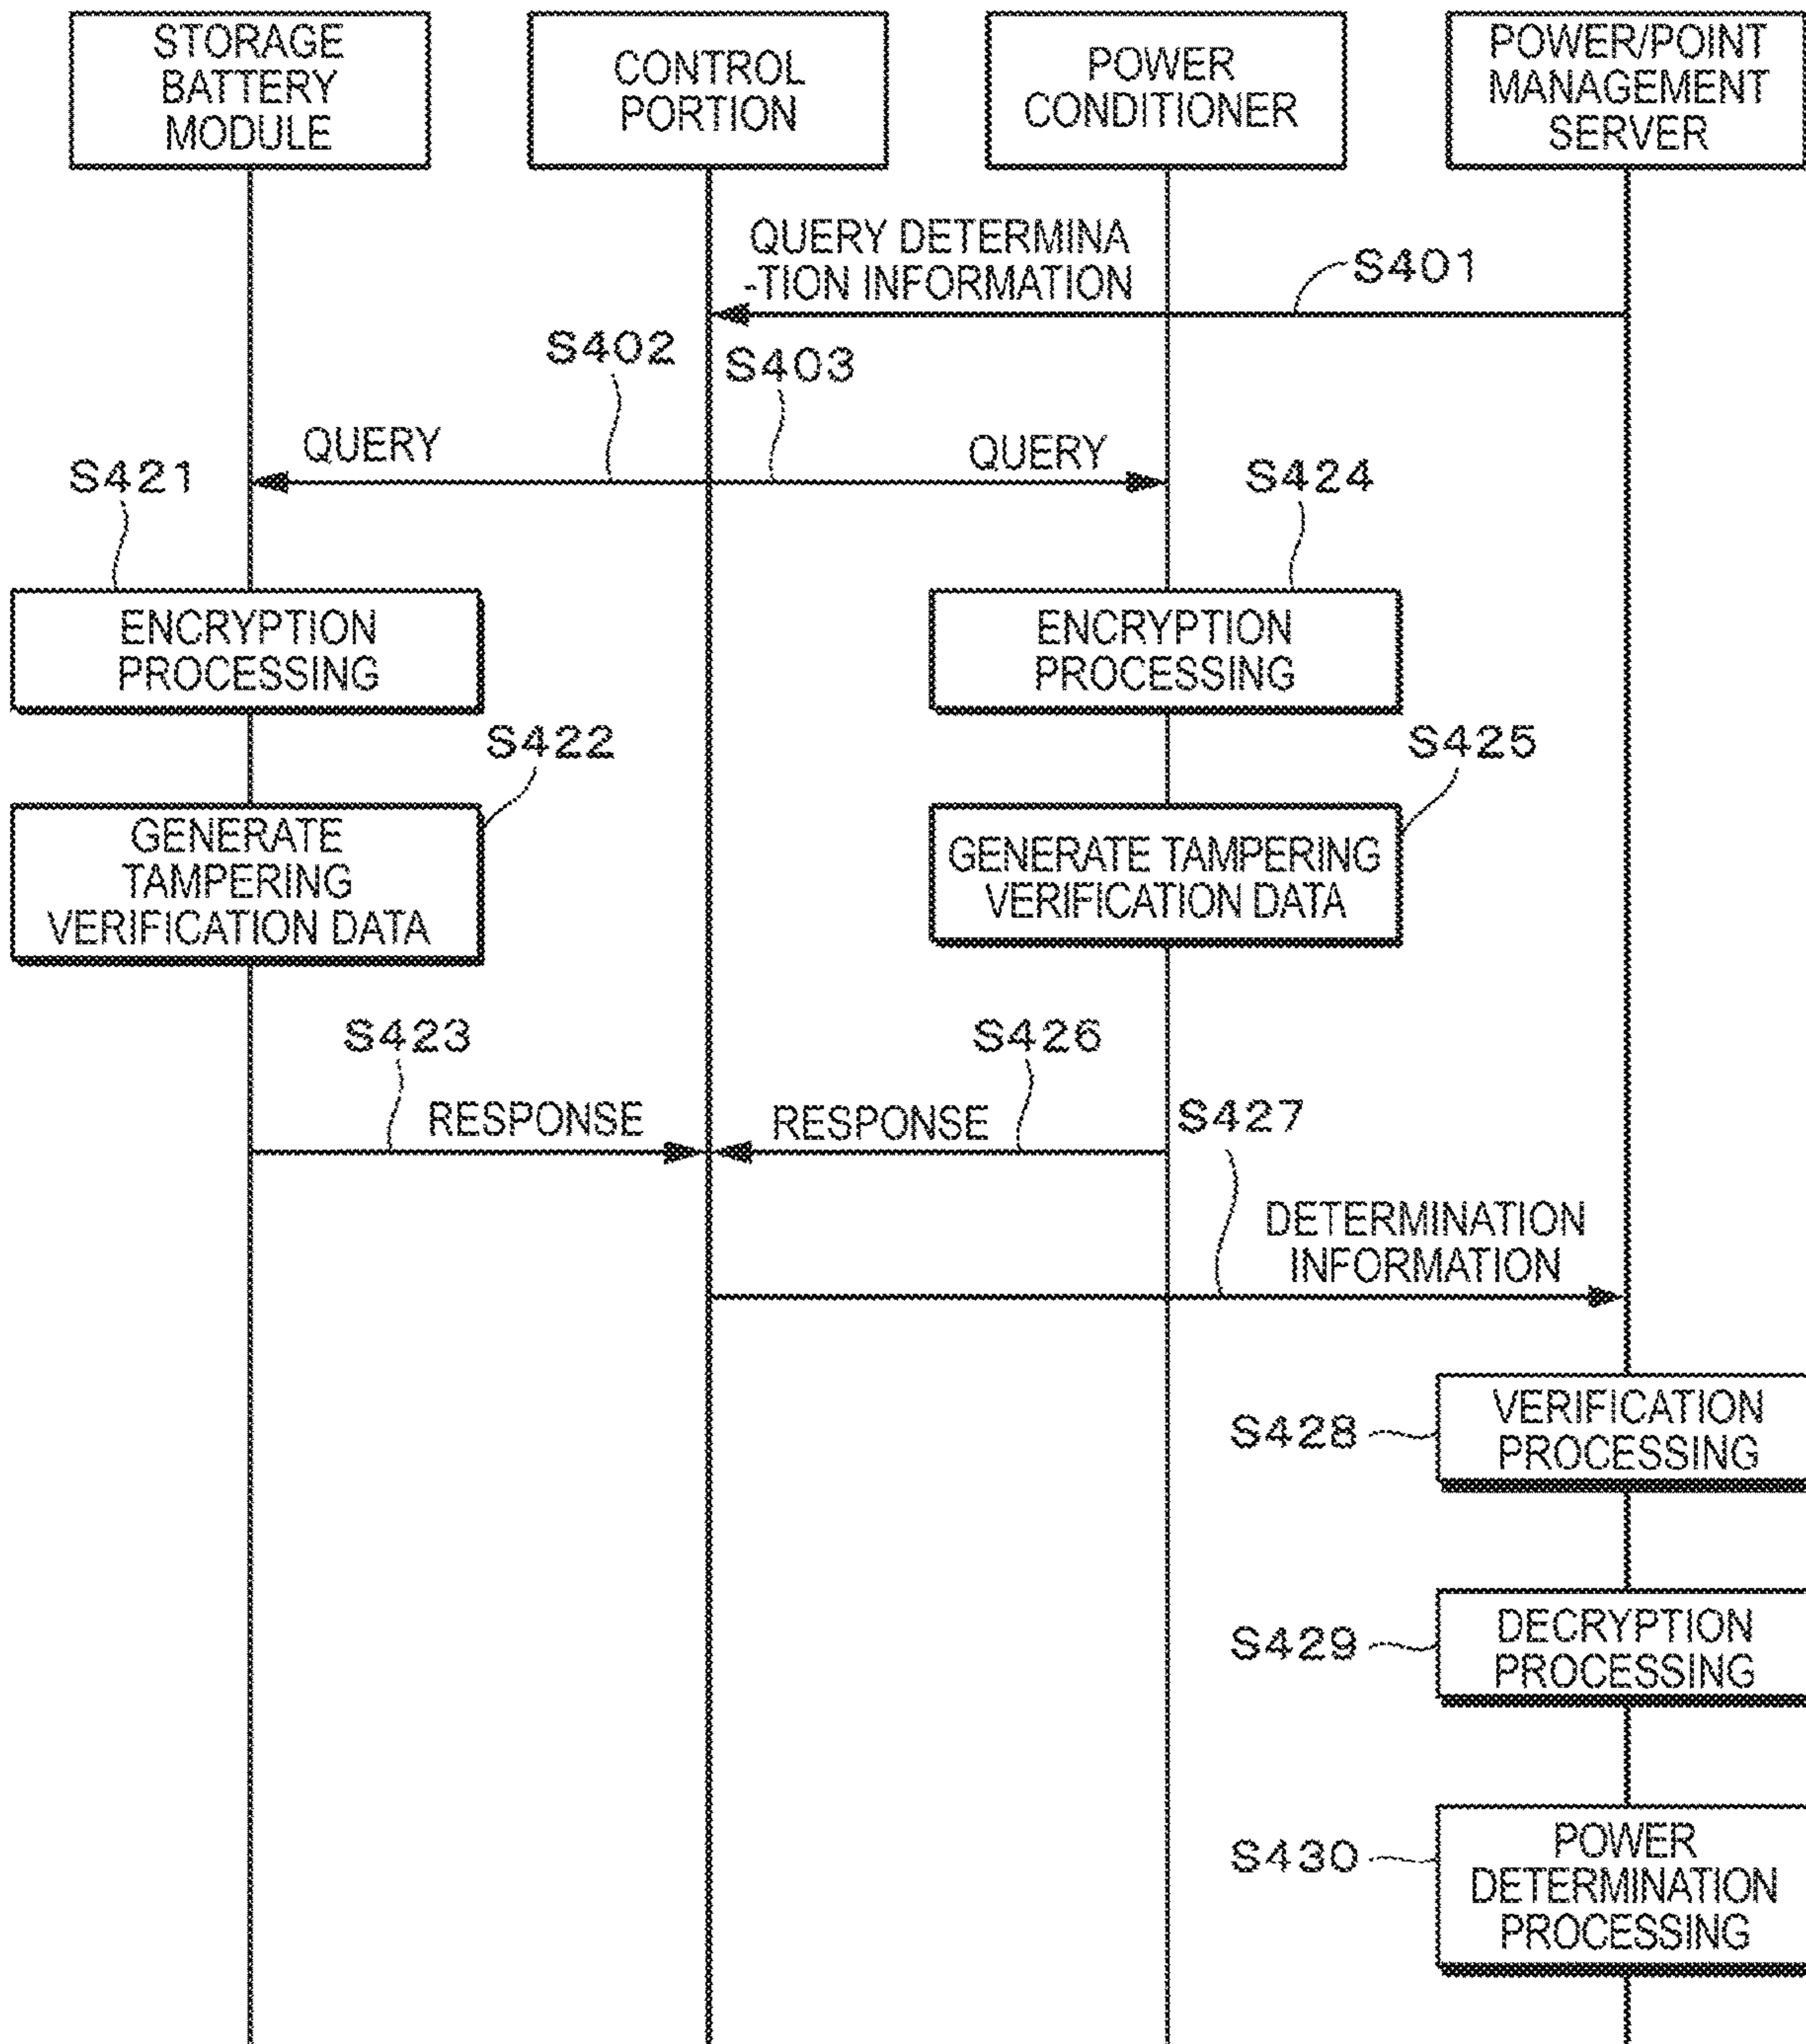 STORAGE
BATTERY
MODULE
CONTROL
PORTION
POWER
CONDITIONER
POWER/POINT
MANAGEMENT
SERVER
QUERY DETERMINA
-TION INFORMATION
S401
S402
S403
QUERY
QUERY
S421
S424
ENCRYPTION
PROCESSING
ENCRYPTION
PROCESSING
S422
S425
GENERATE
TAMPERING
VERIFICATION DATA
GENERATE TAMPERING
VERIFICATION DATA
S423
S426
RESPONSE
RESPONSE
S427
DETERMINATION
INFORMATION
S428
VERIFICATION
PROCESSING
S429
DECRYPTION
PROCESSING
S430
POWER
DETERMINATION
PROCESSING